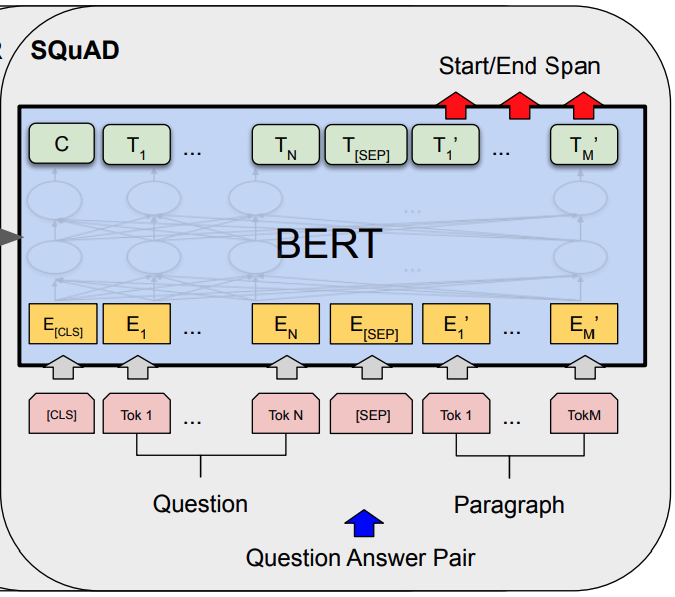 R SQuAD
Start/End Span
C T1 ... TN T[SEP] T1’ ... TM’
...
BERT
...
E[CLS] E1 ... EN E[SEP] E1’ ... EM’
[CLS] Tok 1 ... Tok N [SEP] Tok 1 ... TokM
Question Paragraph
Question Answer Pair